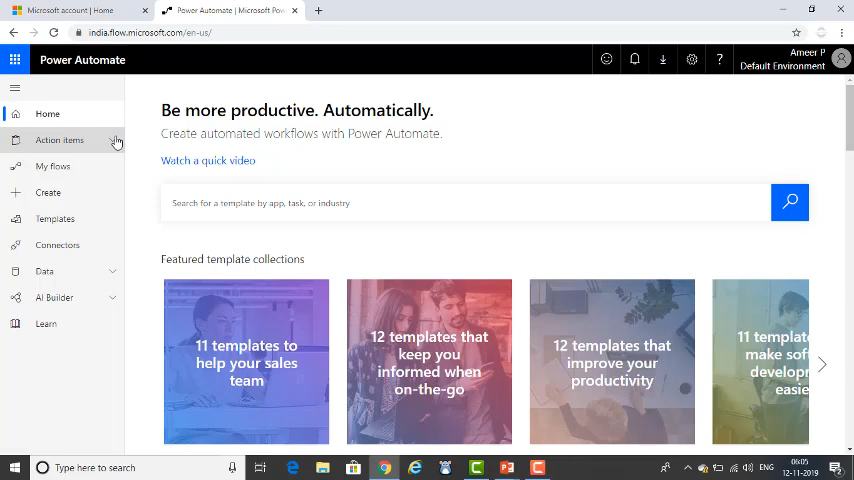 Microsoft account | Home
Power Automate | Microsoft Pow
india.flow.microsoft.com/en-us/
Power Automate
Ameer P
Default Environment
Home
Action items
My flows
Create
Templates
Connectors
Data
AI Builder
Learn
Be more productive. Automatically.
Create automated workflows with Power Automate.
Watch a quick video
Search for a template by app, task, or industry
Featured template collections
11 templates to
help your sales
team
12 templates that
keep you
informed when
on-the-go
12 templates that
improve your
productivity
11 templat
make sof
develop
easie
Type here to search
ENG
06:05
12-11-2019
2